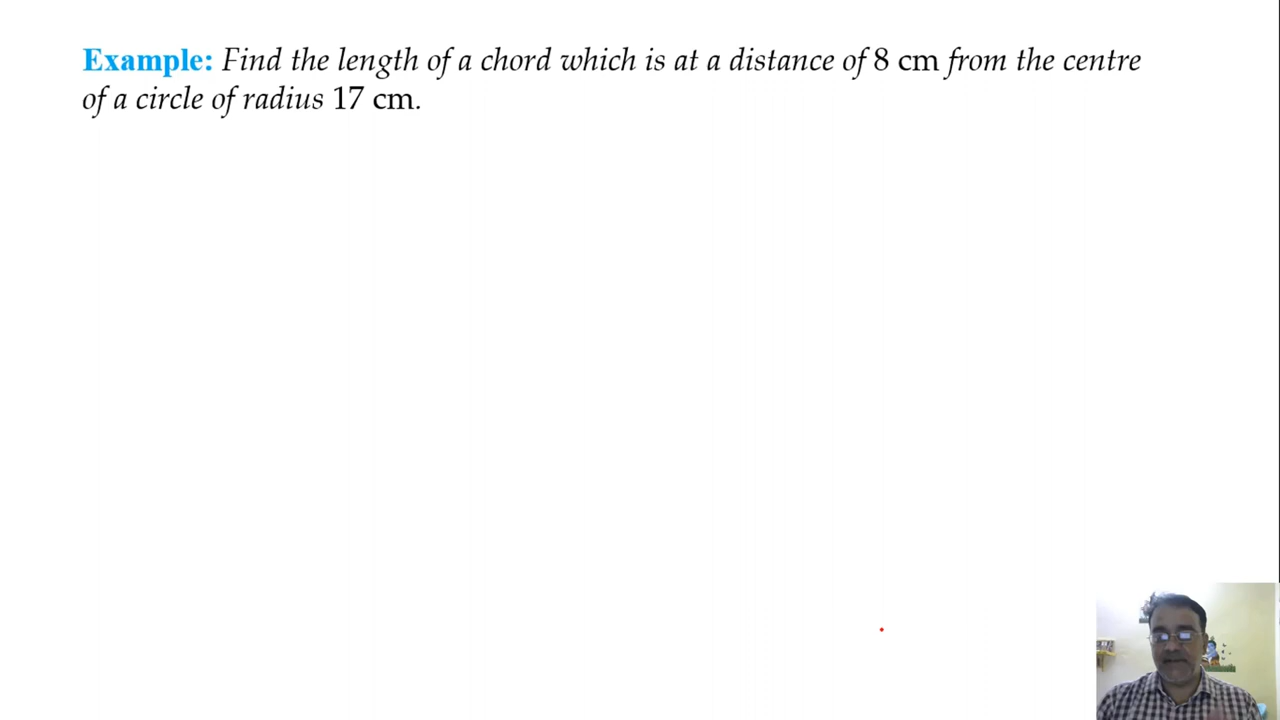 Example: Find the length of a chord which is at a distance of 8 cm from the centre
of a circle of radius 17 cm.